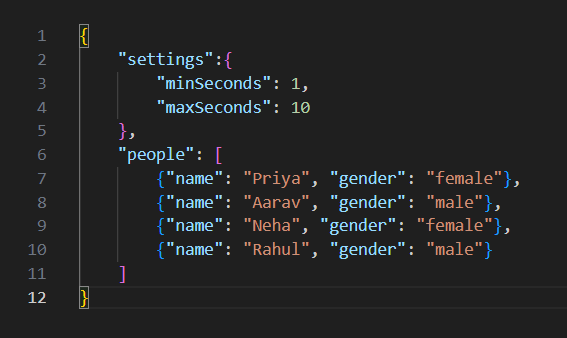 1 {
2     "settings":{
3         "minSeconds": 1,
4         "maxSeconds": 10
5     },
6     "people": [
7         {"name": "Priya", "gender": "female"},
8         {"name": "Aarav", "gender": "male"},
9         {"name": "Neha", "gender": "female"},
10         {"name": "Rahul", "gender": "male"}
11     ]
12 }